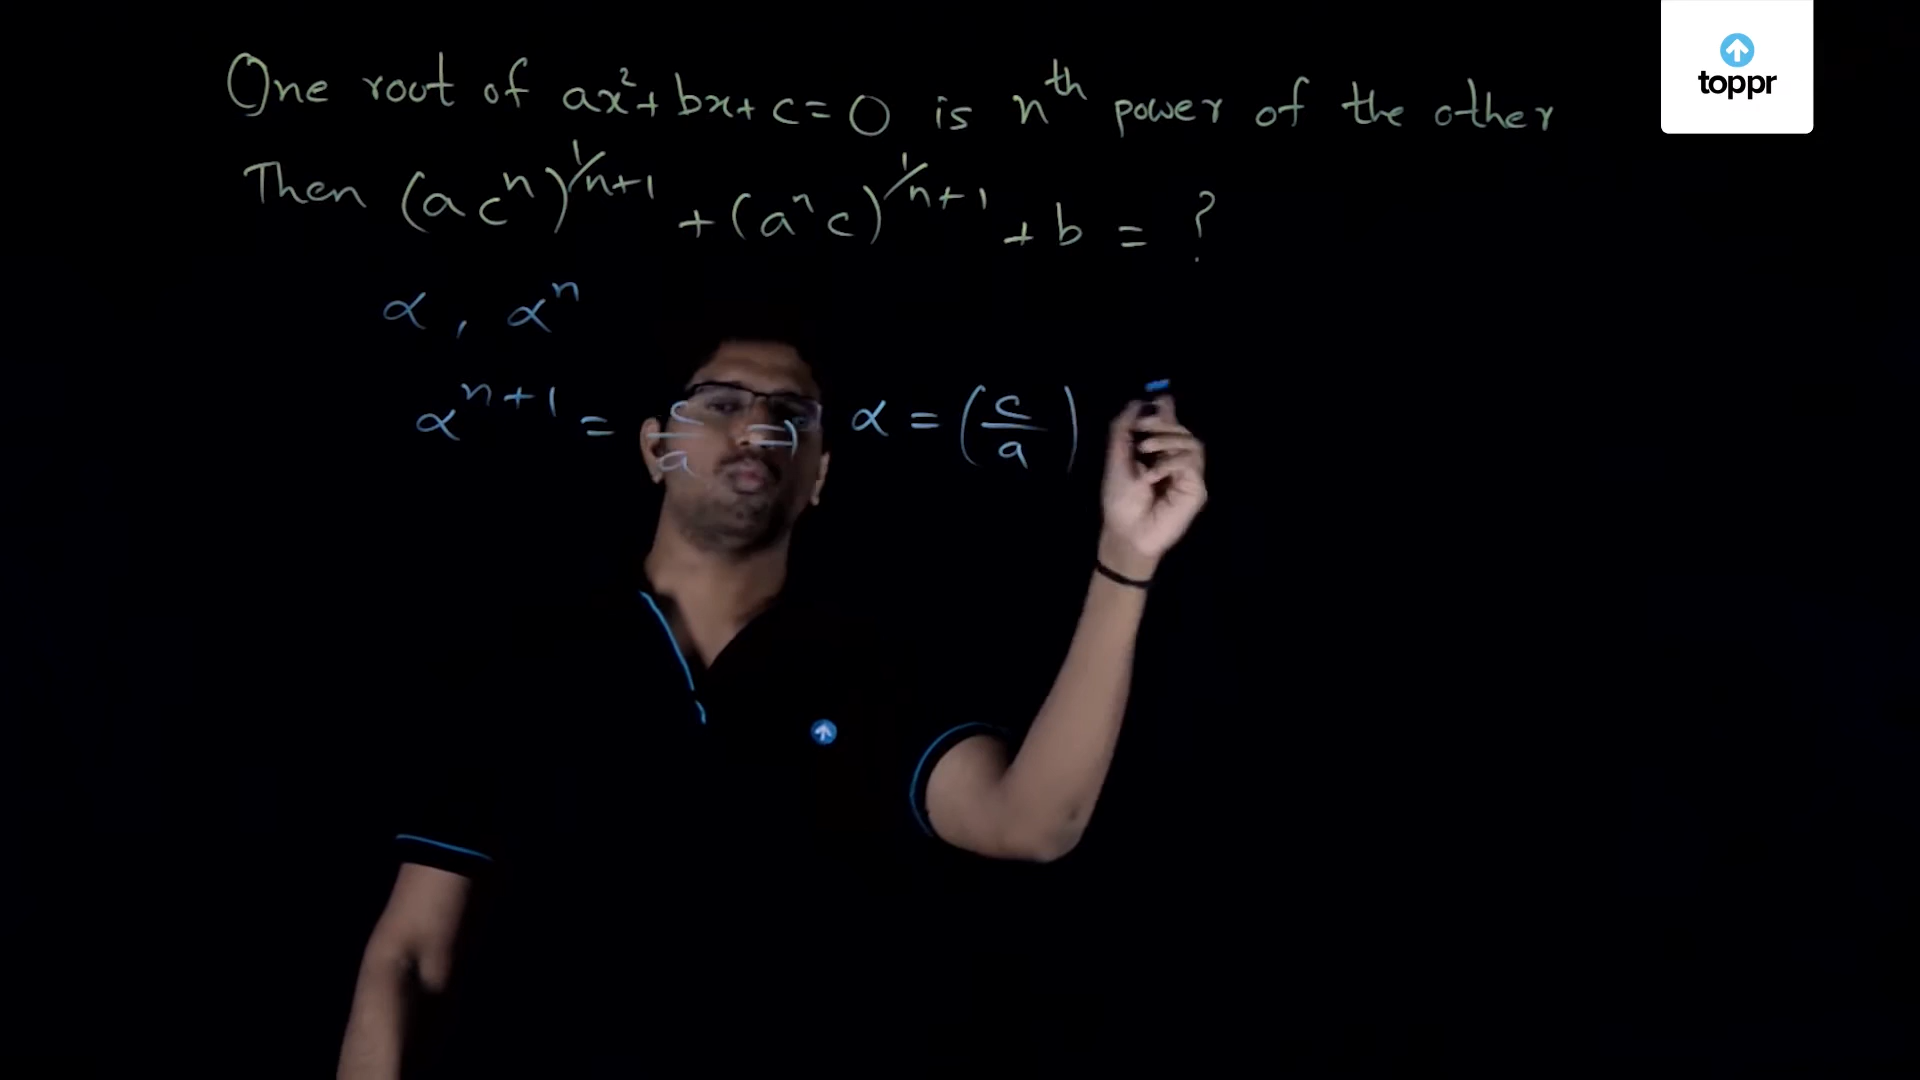 One root of ax²+bx+c=0 is nᵗʰ power of the other
Then (acⁿ)^1/n+1 + (aⁿc)^1/n+1 + b = ?
α , αⁿ
αⁿ⁺¹ = c/a ⇒ α = (c/a)
toppr